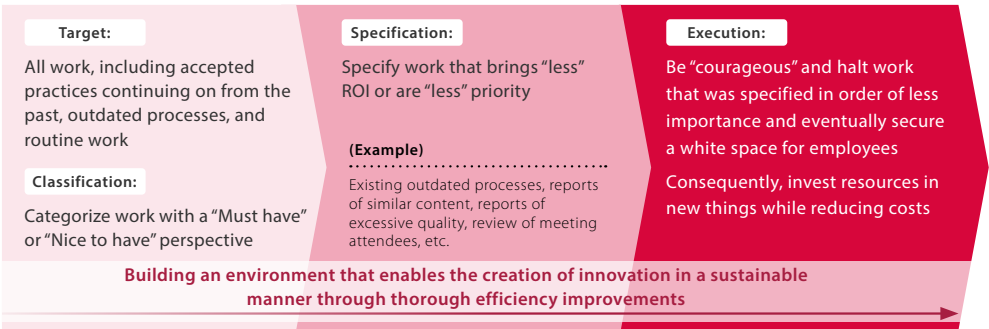 Target:
All work, including accepted
practices continuing on from the
past, outdated processes, and
routine work
Classification:
Categorize work with a “Must have”
or “Nice to have” perspective
Specification:
Specify work that brings “less”
ROI or are “less” priority
(Example)
Existing outdated processes, reports
of similar content, reports of
excessive quality, review of meeting
attendees, etc.
Execution:
Be “courageous” and halt work
that was specified in order of less
importance and eventually secure
a white space for employees
Consequently, invest resources in
new things while reducing costs
Building an environment that enables the creation of innovation in a sustainable
manner through thorough efficiency improvements